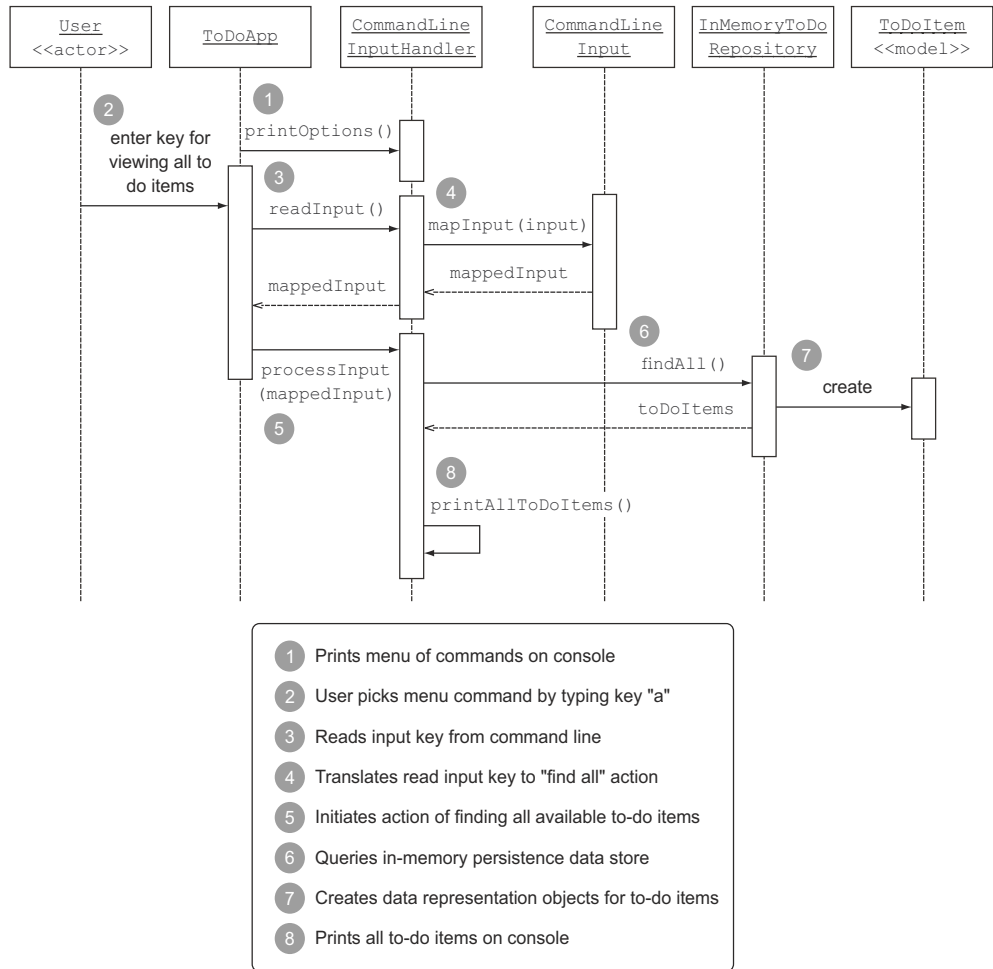 User
<<actor>>
ToDoApp
CommandLine
InputHandler
CommandLine
Input
InMemoryToDo
Repository
ToDoItem
<<model>>
1
printOptions()
2
enter key for
viewing all to
do items
3
readInput()
4
mapInput(input)
mappedInput
mappedInput
processInput
(mappedInput)
5
6
findAll()
7
create
toDoItems
8
printAllToDoItems()
1 Prints menu of commands on console
2 User picks menu command by typing key "a"
3 Reads input key from command line
4 Translates read input key to "find all" action
5 Initiates action of finding all available to-do items
6 Queries in-memory persistence data store
7 Creates data representation objects for to-do items
8 Prints all to-do items on console